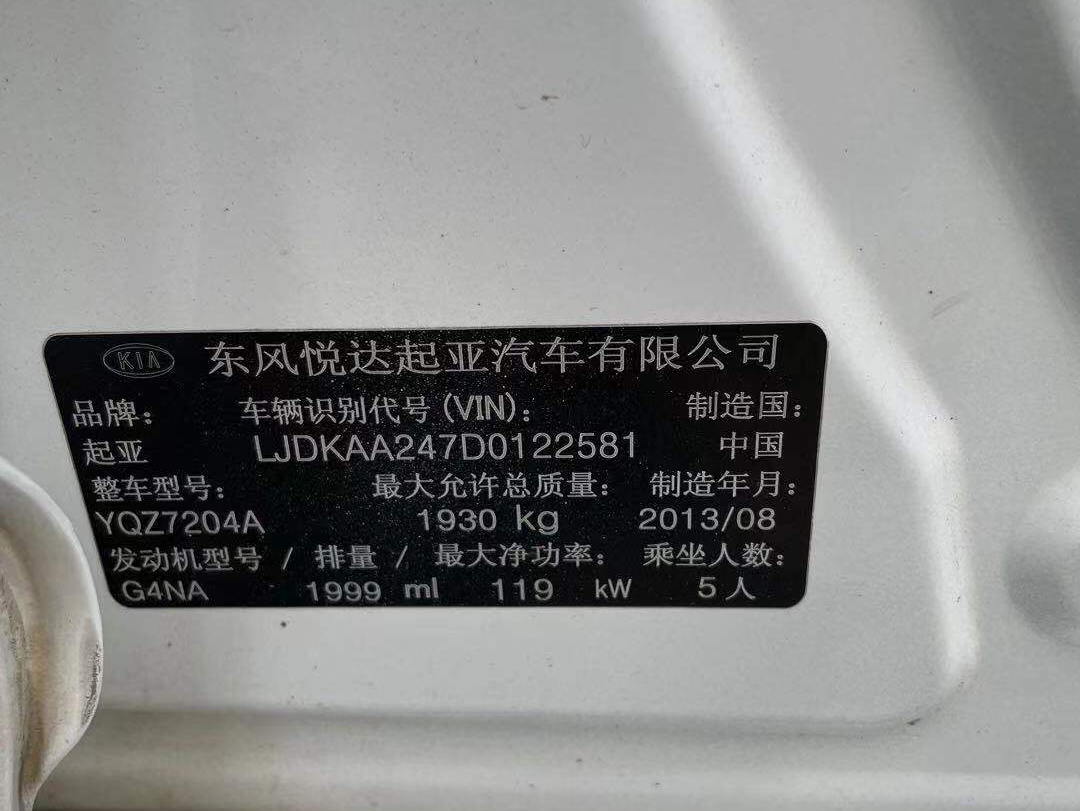 KIA 东风悦达起亚汽车有限公司
品牌: 车辆识别代号(VIN): 制造国:
起亚 LJDKAA247D0122581 中国
整车型号: 最大允许总质量: 制造年月:
YQZ7204A 1930 kg 2013/08
发动机型号 / 排量 / 最大净功率: 乘坐人数:
G4NA 1999 ml 119 kW 5人